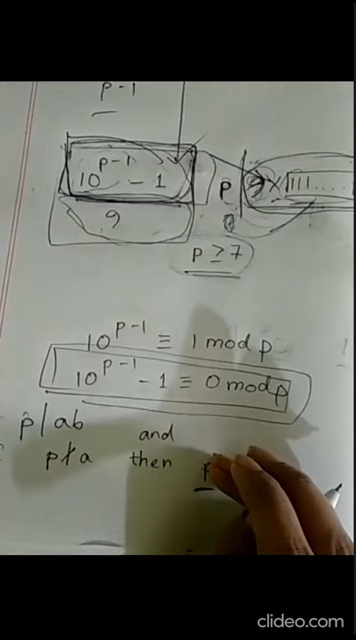 p-1
10^{p-1} - 1
9
p | 9 × 111....
p ≥ 7
10^{p-1} ≡ 1 mod p
10^{p-1} - 1 ≡ 0 mod p
p | ab and
p ∤ a then
clideo.com